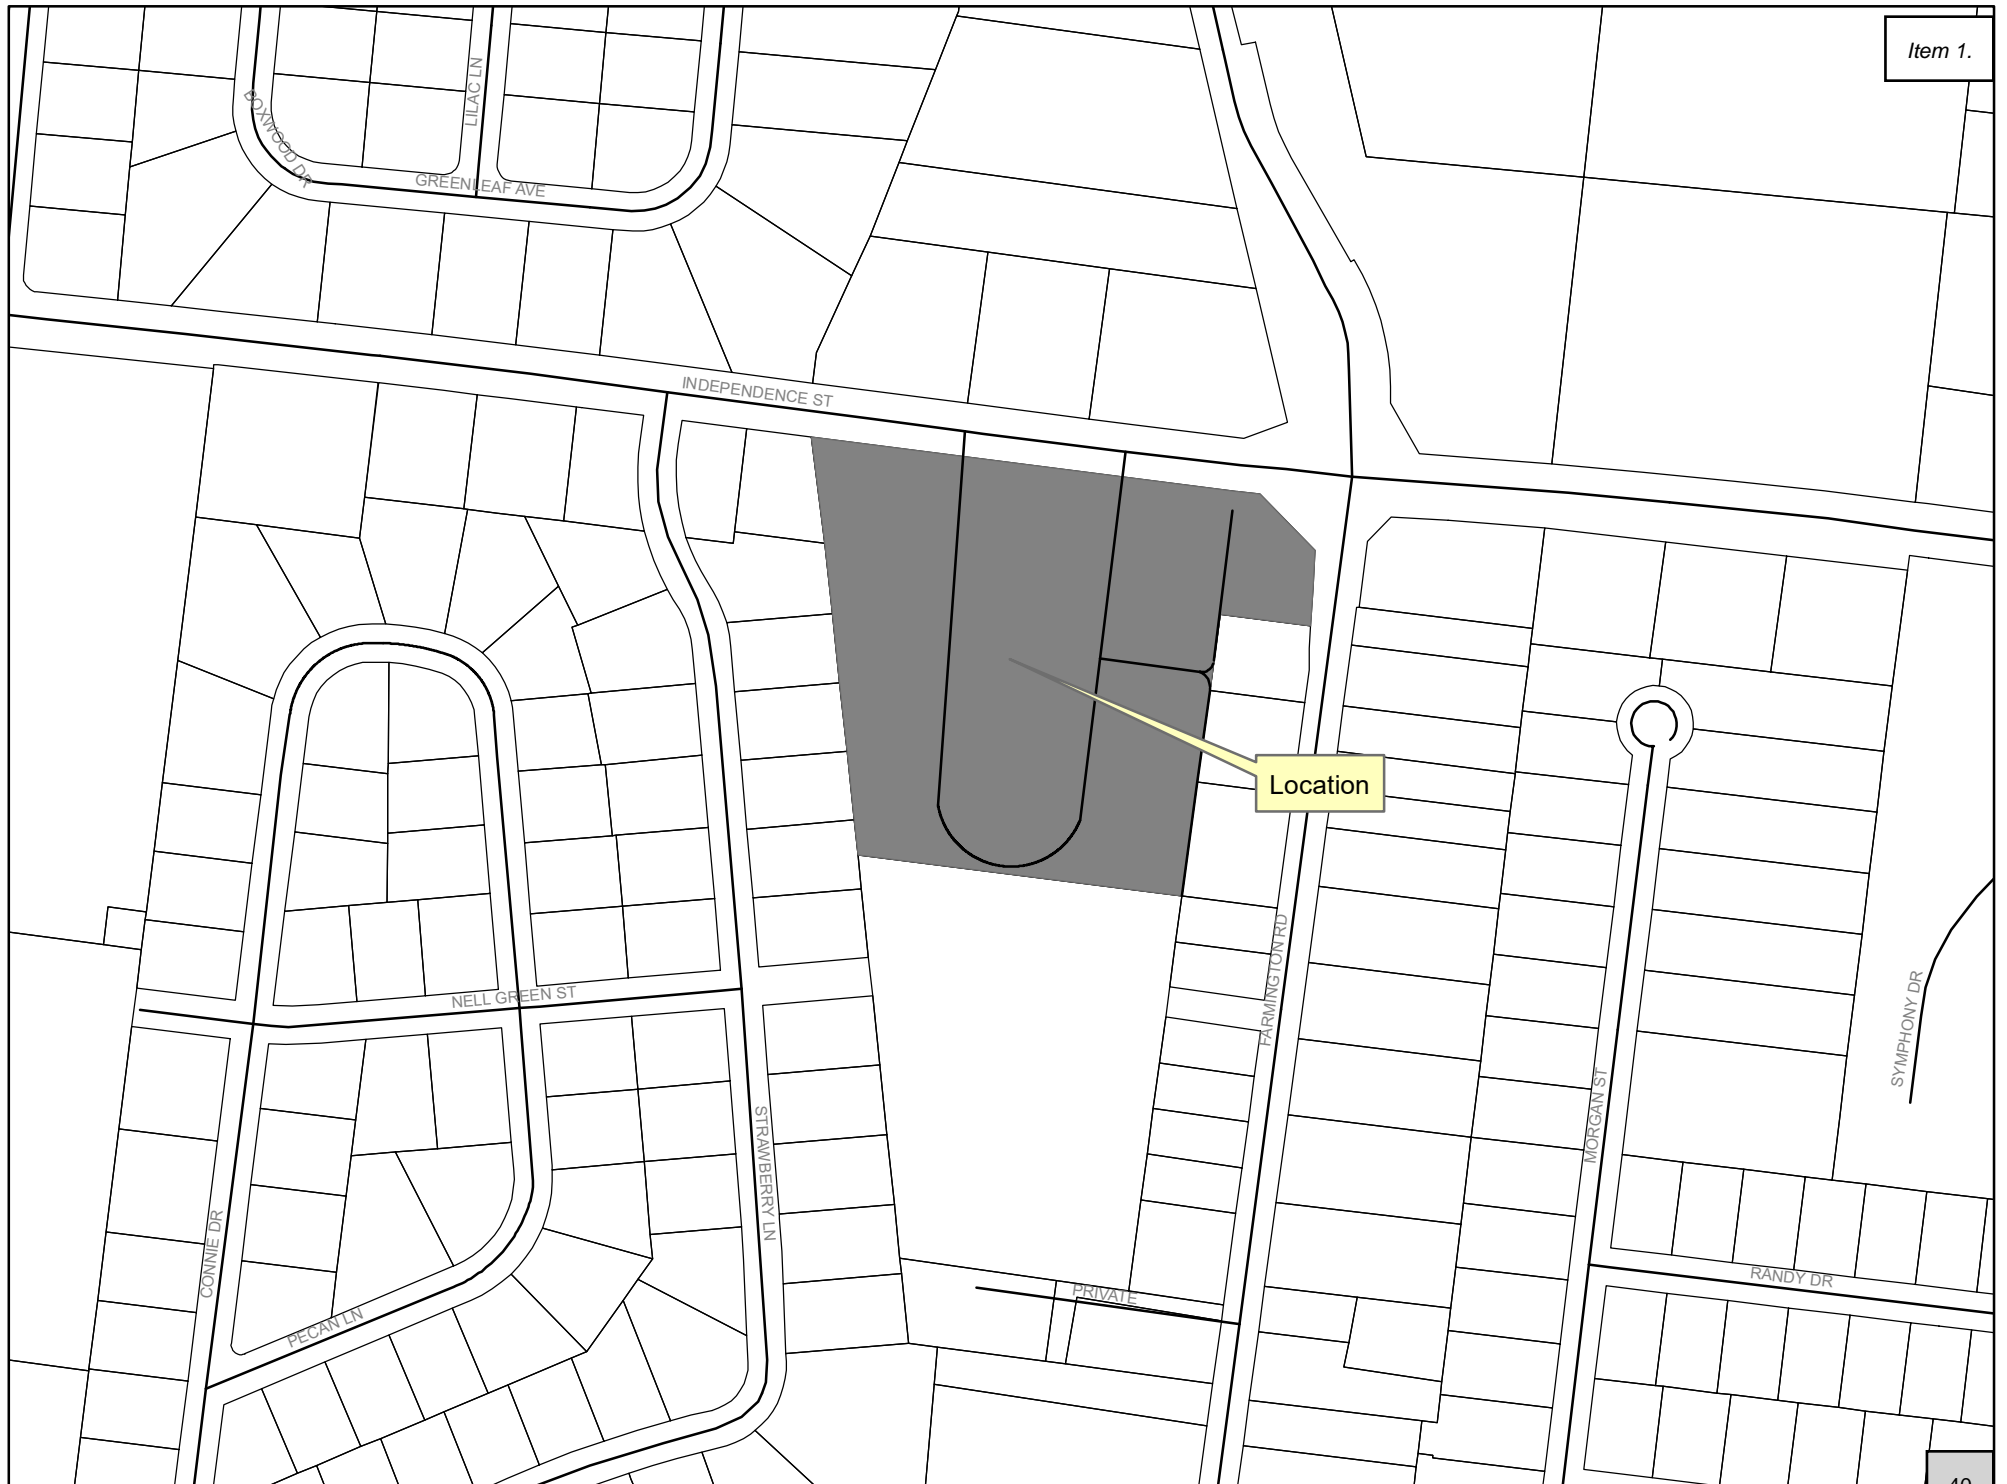 Item 1.
LILAC LN
BOXWOOD DR
GREENLEAF AVE
INDEPENDENCE ST
Location
FARMINGTON RD
NELL GREEN ST
SYMPHONY DR
MORGAN ST
STRAWBERRY LN
CONNIE DR
RANDY DR
PRIVATE
PECAN LN
40